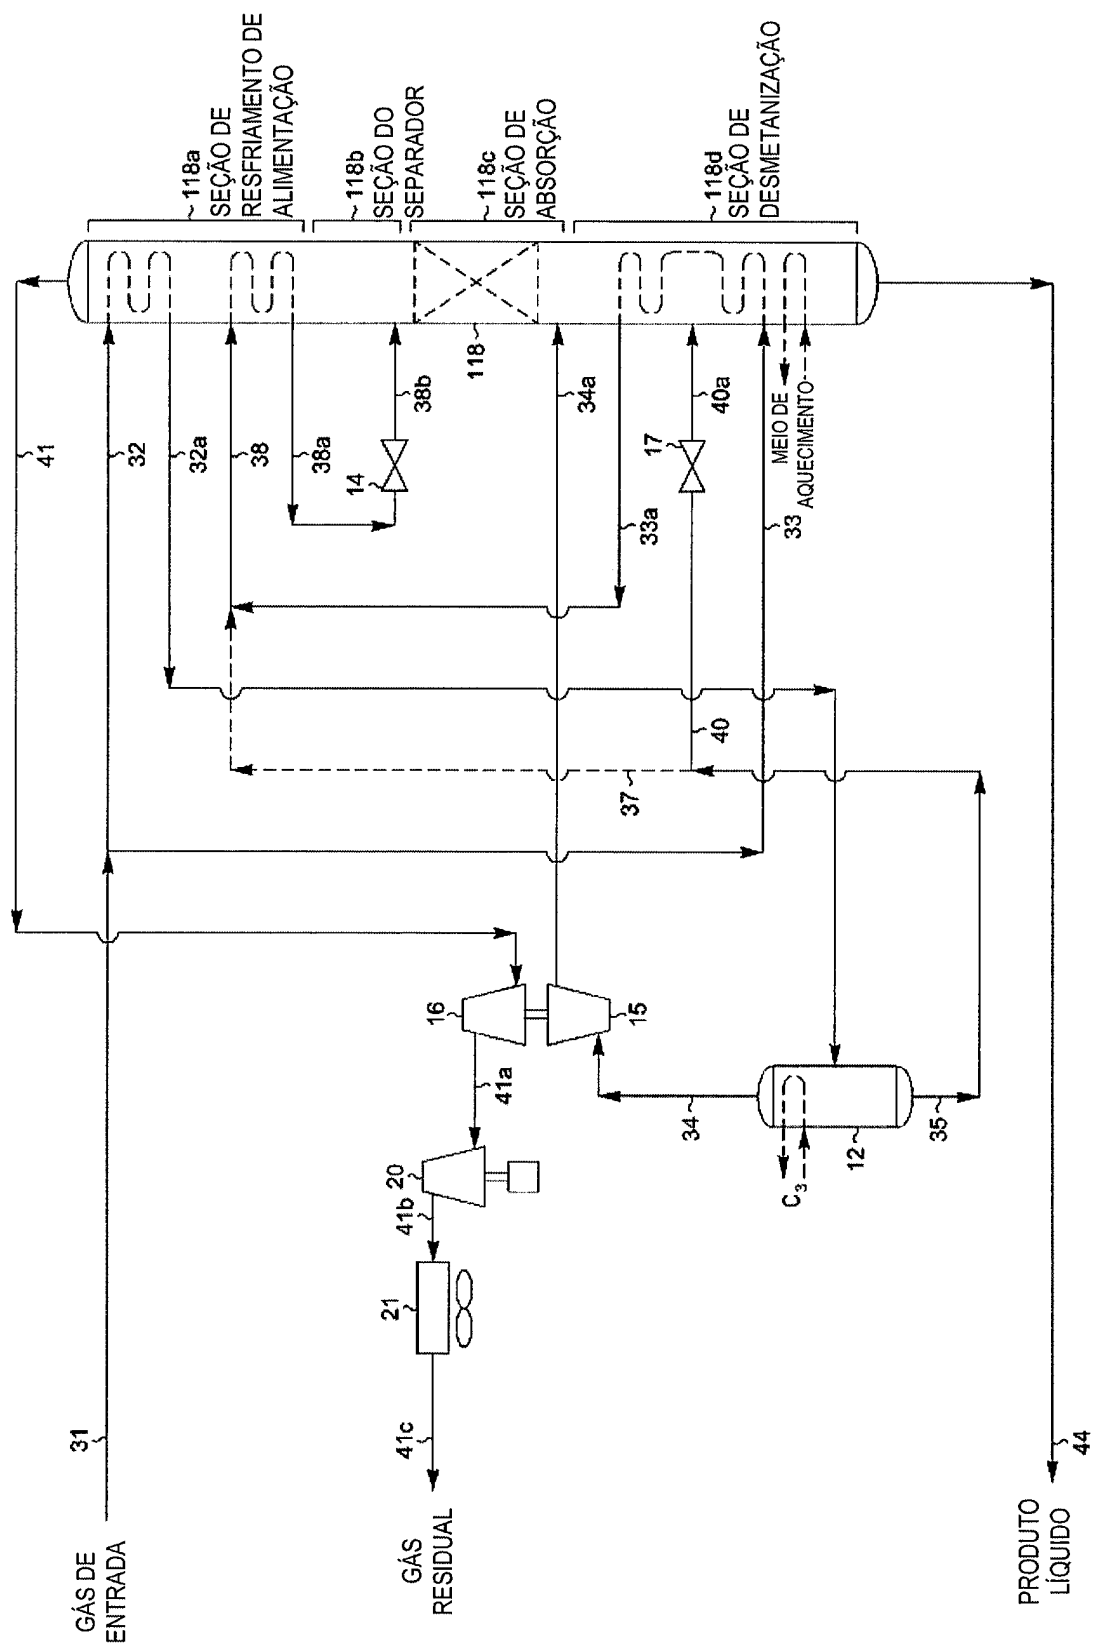 GÁS DE
ENTRADA
31
41
32
32a
38
38a
14
38b
118
34a
33a
17
40a
33
MEIO DE
AQUECIMENTO
118a
SEÇÃO DE
RESFRIAMENTO DE
ALIMENTAÇÃO
118b
SEÇÃO DO
SEPARADOR
118c
SEÇÃO DE
ABSORÇÃO
118d
SEÇÃO DE
DESMETANIZAÇÃO
40
37
16
15
41a
20
41b
21
41c
GÁS
RESIDUAL
34
12
35
C3
44
PRODUTO
LÍQUIDO